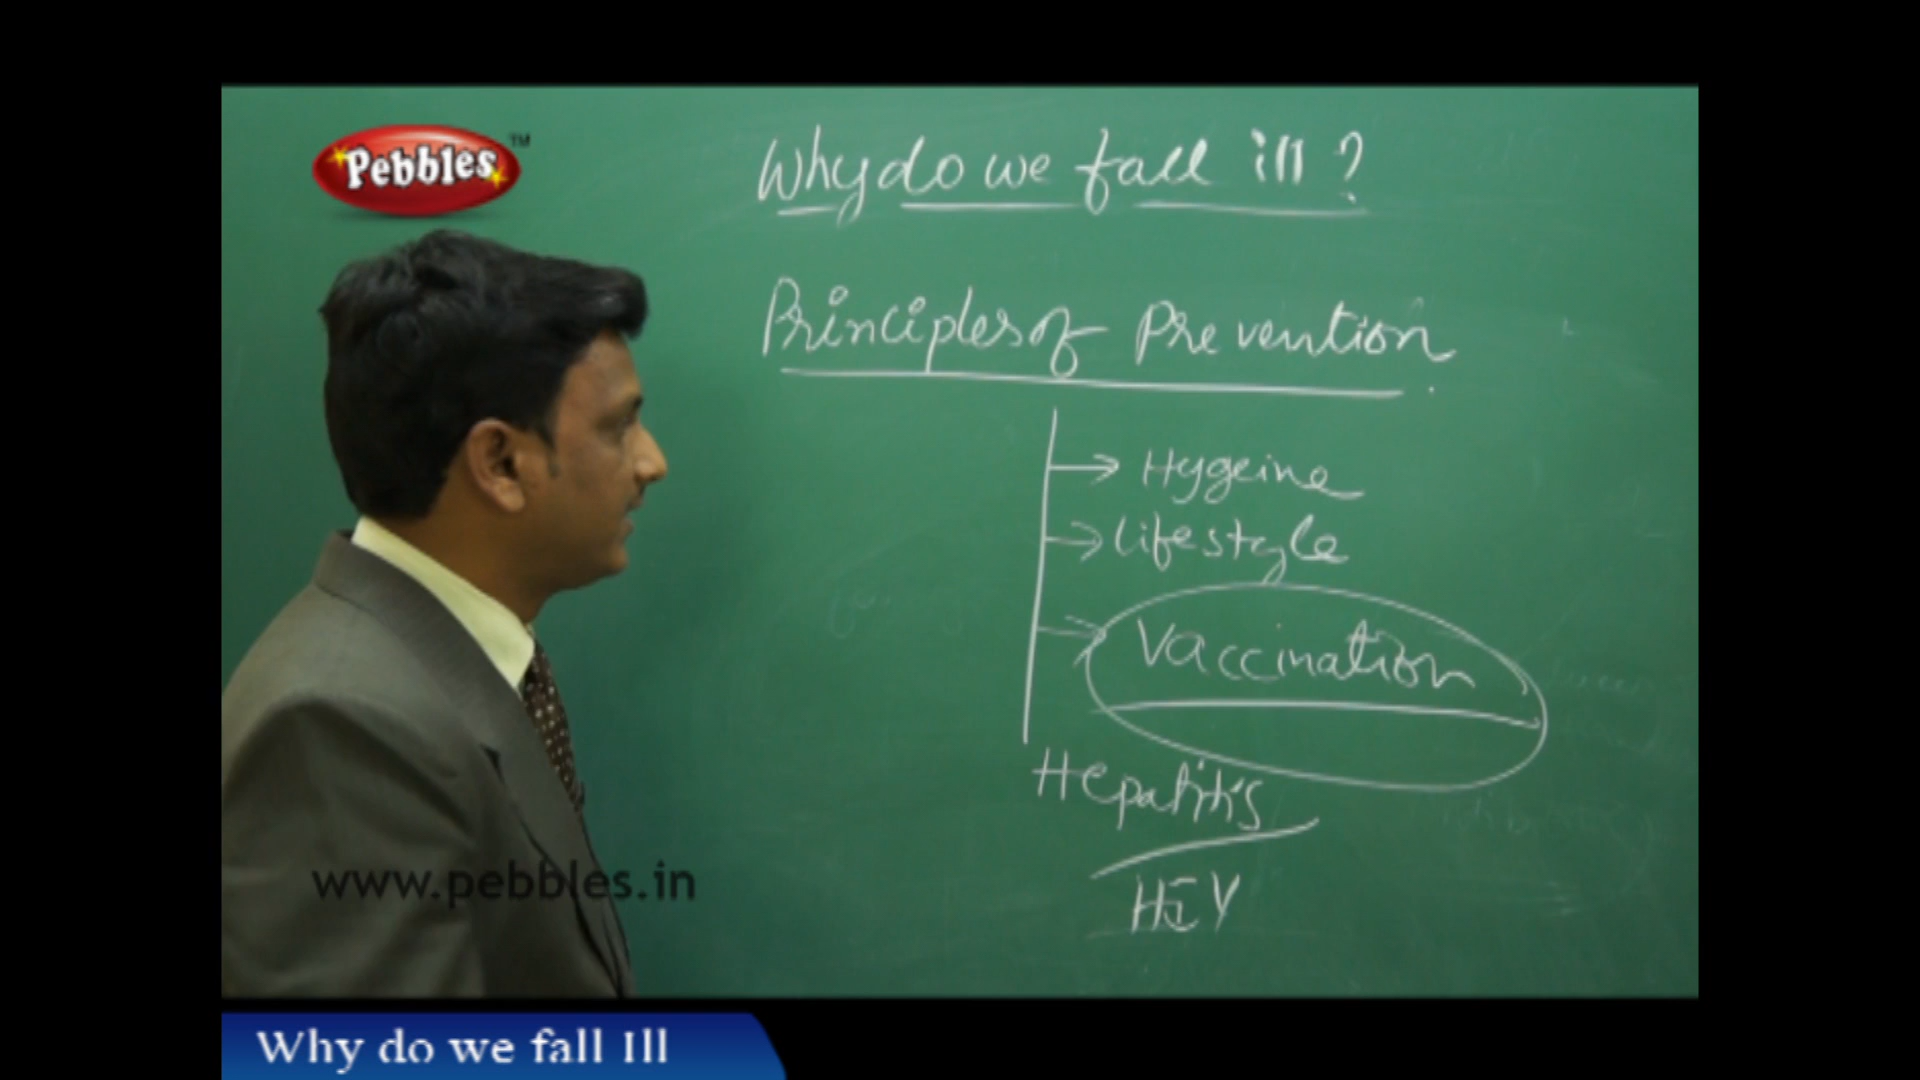 Pebbles™
Why do we fall ill?
Principles of Prevention
Hygeine
Lifestyle
Vaccination
Hepatitis
HIV
www.pebbles.in
Why do we fall Ill